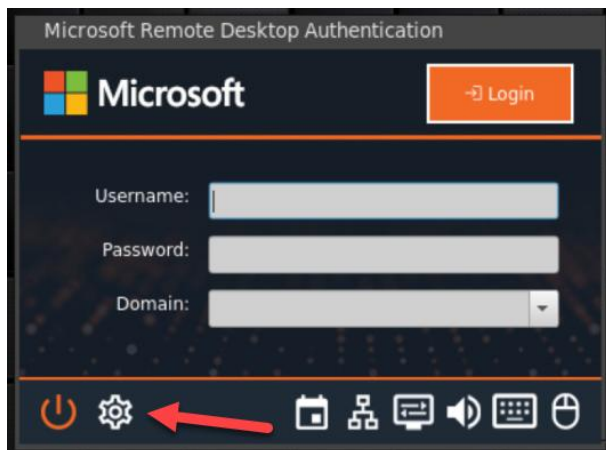 Microsoft Remote Desktop Authentication
Microsoft
Login
Username:
Password:
Domain: